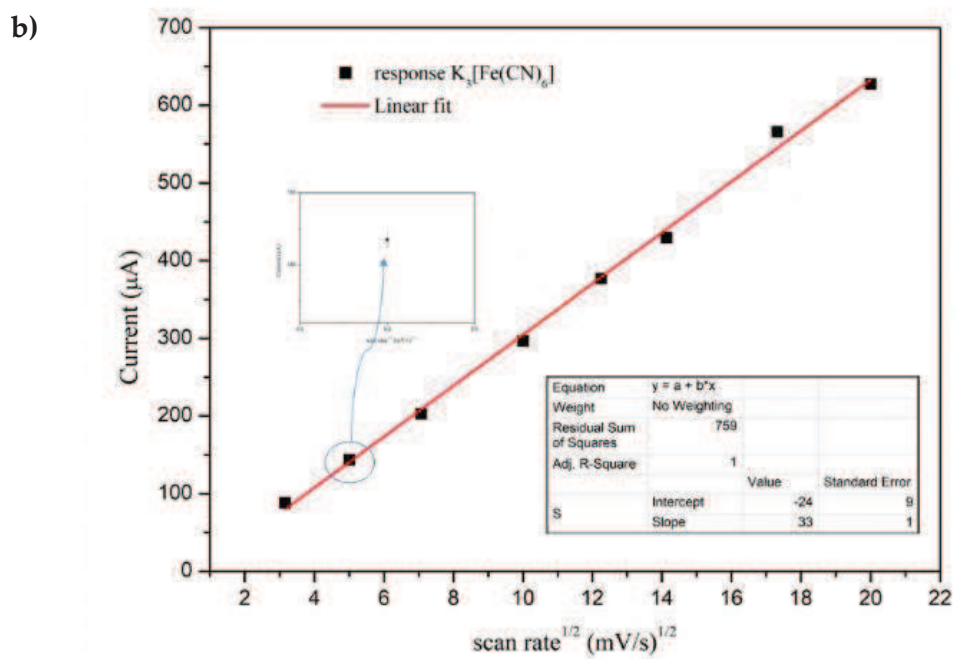 b)
700
600
500
400
300
200
100
0
response K₃[Fe(CN)₆]
Linear fit
Current (µA)
Equation y = a + b*x
Weight No Weighting
Residual Sum of Squares 759
Adj. R-Square 1
Value Standard Error
S Intercept -24 9
Slope 33 1
2 4 6 8 10 12 14 16 18 20 22
scan rate^1/2 (mV/s)^1/2